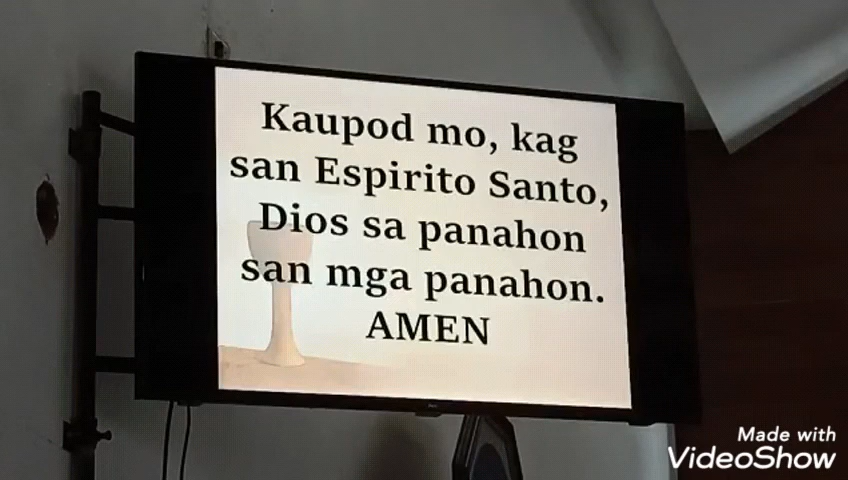 Kaupod mo, kag
san Espirito Santo,
Dios sa panahon
san mga panahon.
AMEN
Made with
VideoShow